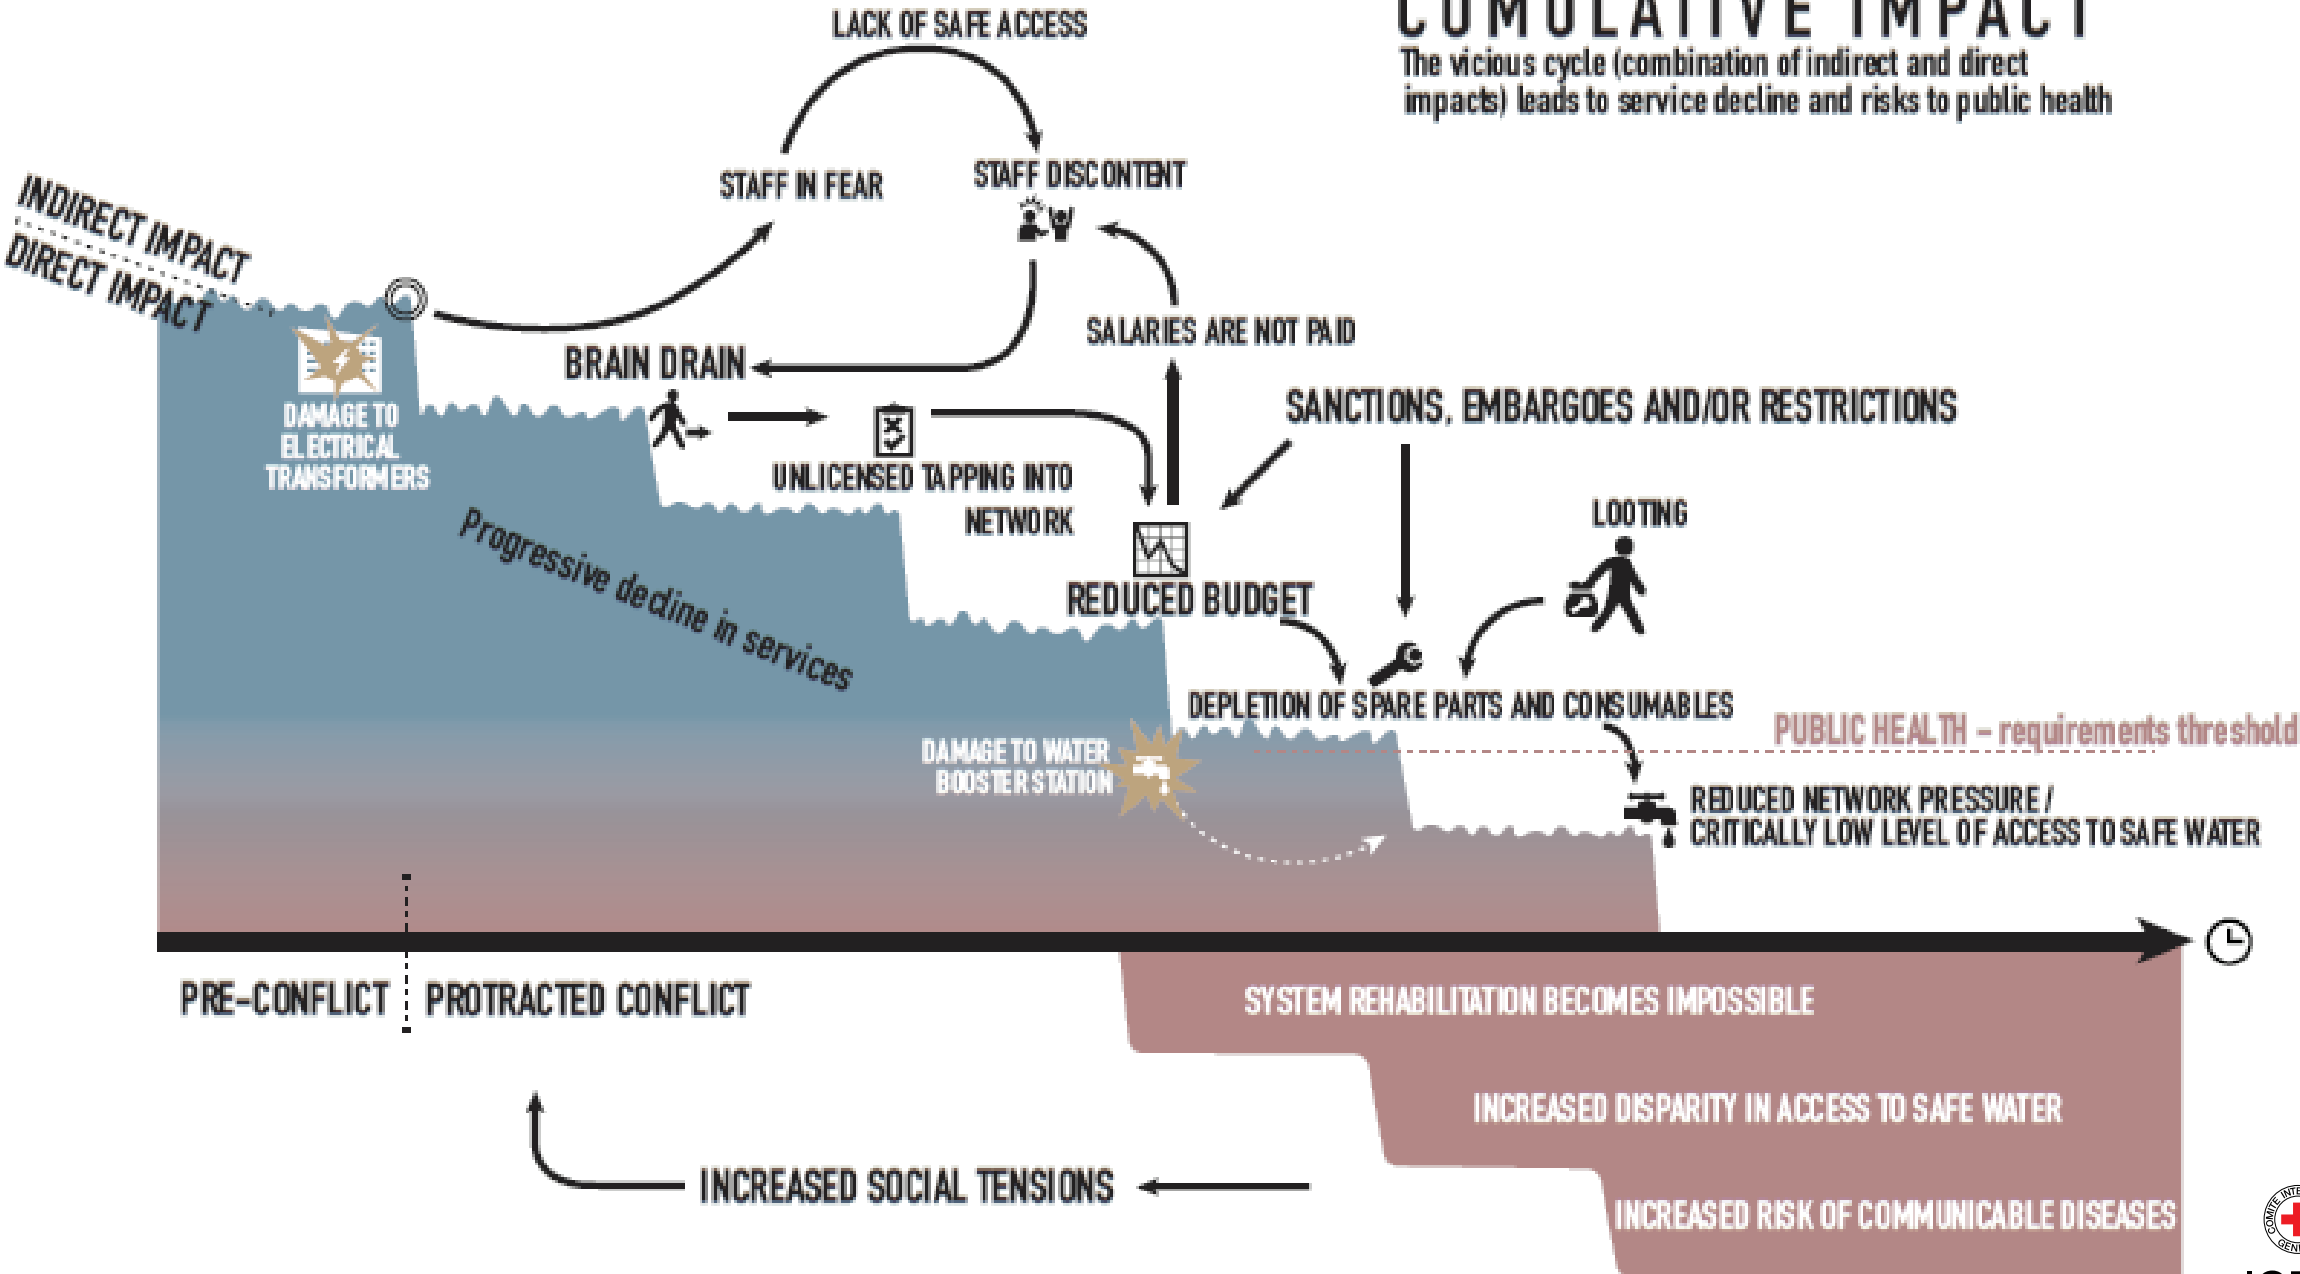 CUMULATIVE IMPACT
The vicious cycle (combination of indirect and direct
impacts) leads to service decline and risks to public health
LACK OF SAFE ACCESS
STAFF IN FEAR
STAFF DISCONTENT
INDIRECT IMPACT
DIRECT IMPACT
SALARIES ARE NOT PAID
BRAIN DRAIN
SANCTIONS, EMBARGOES AND/OR RESTRICTIONS
DAMAGE TO
ELECTRICAL
TRANSFORMERS
UNLICENSED TAPPING INTO
NETWORK
LOOTING
Progressive decline in services
REDUCED BUDGET
DEPLETION OF SPARE PARTS AND CONSUMABLES
PUBLIC HEALTH – requirements threshold
DAMAGE TO WATER
BOOSTER STATION
REDUCED NETWORK PRESSURE /
CRITICALLY LOW LEVEL OF ACCESS TO SAFE WATER
PRE-CONFLICT
PROTRACTED CONFLICT
SYSTEM REHABILITATION BECOMES IMPOSSIBLE
INCREASED DISPARITY IN ACCESS TO SAFE WATER
INCREASED SOCIAL TENSIONS
INCREASED RISK OF COMMUNICABLE DISEASES
COMITE